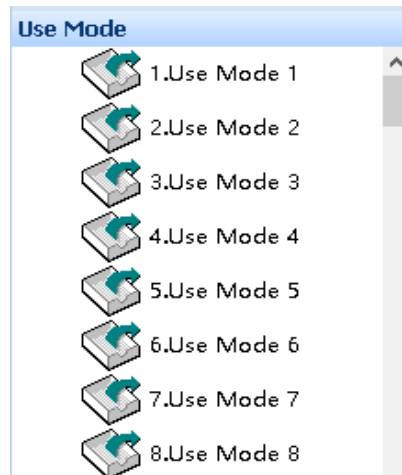 Use Mode
1.Use Mode 1
2.Use Mode 2
3.Use Mode 3
4.Use Mode 4
5.Use Mode 5
6.Use Mode 6
7.Use Mode 7
8.Use Mode 8